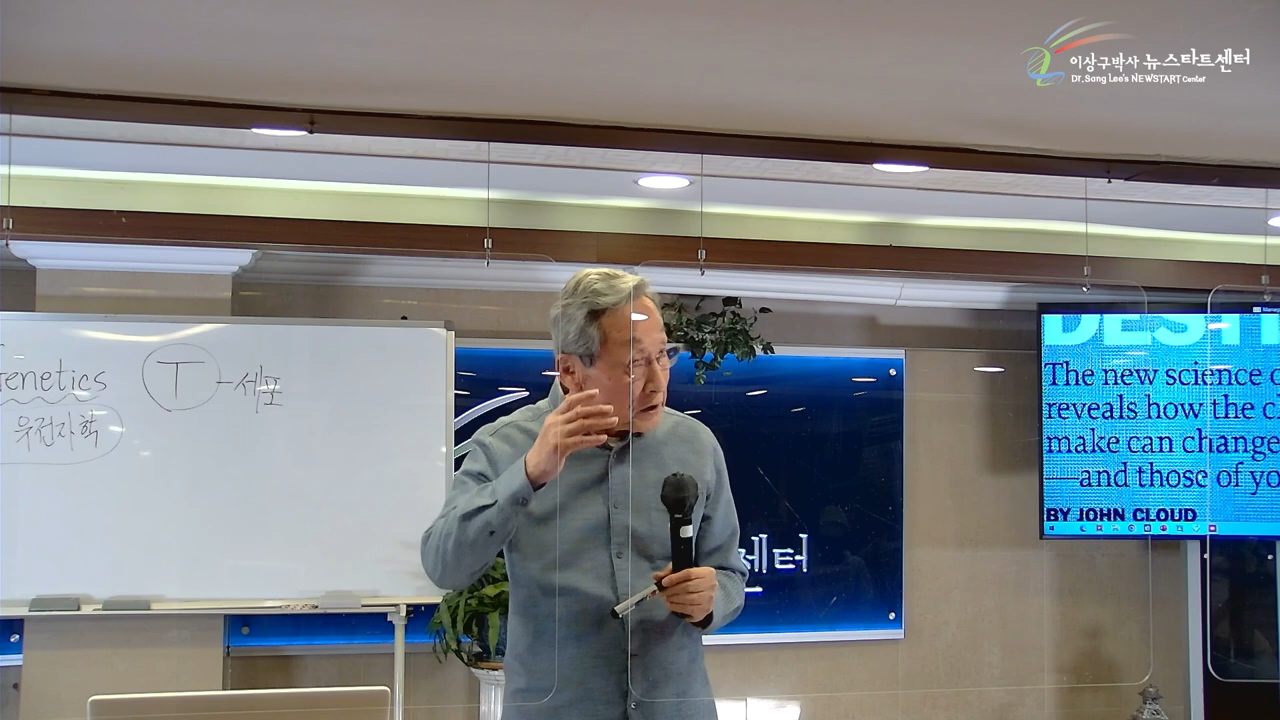 이상구박사 뉴스타트센터
Dr. Sang Lee's NEWSTART Center
genetics
T-세포
유전자학
센터
DESTI
The new science o
reveals how the c
make can change
—and those of yo
BY JOHN CLOUD